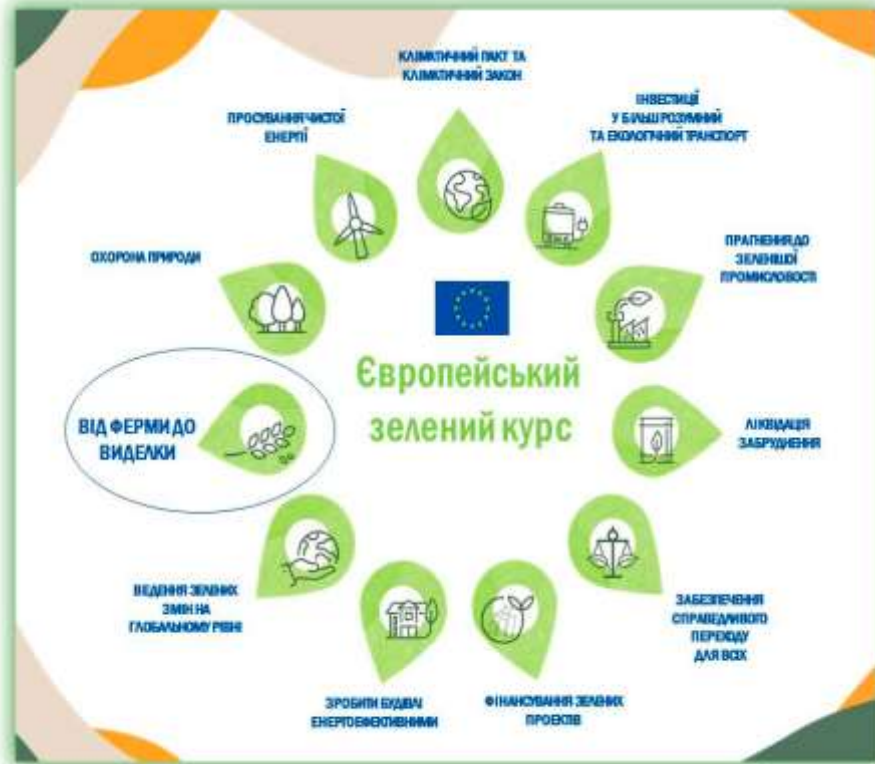 КЛІМАТИЧНИЙ ПАКТ ТА
КЛІМАТИЧНИЙ ЗАКОН
ІНВЕСТИЦІЇ
У БІЛЬШ РОЗУМНИЙ
ТА ЕКОЛОГІЧНИЙ ТРАНСПОРТ
ПРОСУВАННЯ ЧИСТОЇ
ЕНЕРГІЇ
ПРАГНЕННЯ ДО
ЗЕЛЕНІШОЇ
ПРОМИСЛОВОСТІ
ОХОРОНА ПРИРОДИ
Європейський
зелений курс
ВІД ФЕРМИ ДО
ВИДЕЛКИ
ЛІКВІДАЦІЯ
ЗАБРУДНЕННЯ
ВЕДЕННЯ ЗЕЛЕНИХ
ЗМІН НА
ГЛОБАЛЬНОМУ РІВНІ
ЗАБЕЗПЕЧЕННЯ
СПРАВЕДЛИВОГО
ПЕРЕХОДУ
ДЛЯ ВСІХ
ЗРОБИТИ БУДІВЛІ
ЕНЕРГОЕФЕКТИВНИМИ
ФІНАНСУВАННЯ ЗЕЛЕНИХ
ПРОЕКТІВ